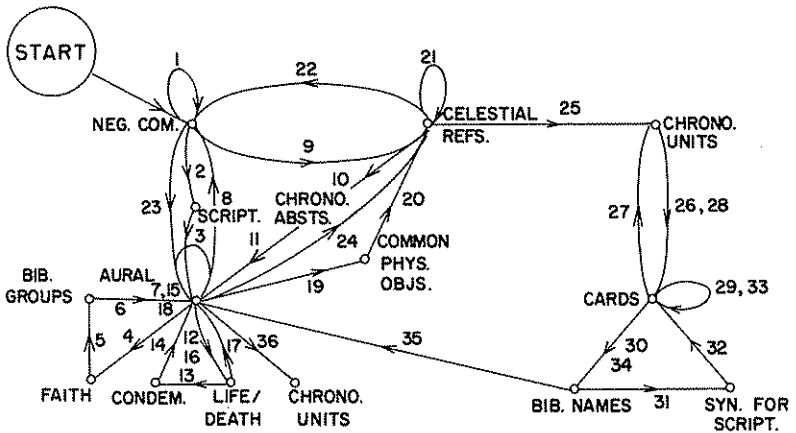 START
1
22
21
NEG. COM.
CELESTIAL
REFS.
25
CHRONO.
UNITS
9
2
8
10
CHRONO.
ABSTS.
20
23
SCRIPT.
3
11
24
COMMON
PHYS.
OBJS.
27
26, 28
BIB.
GROUPS
AURAL
7,15
18
19
CARDS
29, 33
6
5
4
14
12
16
13
17
36
35
30
34
32
FAITH
CONDEM.
LIFE/
DEATH
CHRONO.
UNITS
BIB. NAMES
31
SYN. FOR
SCRIPT.